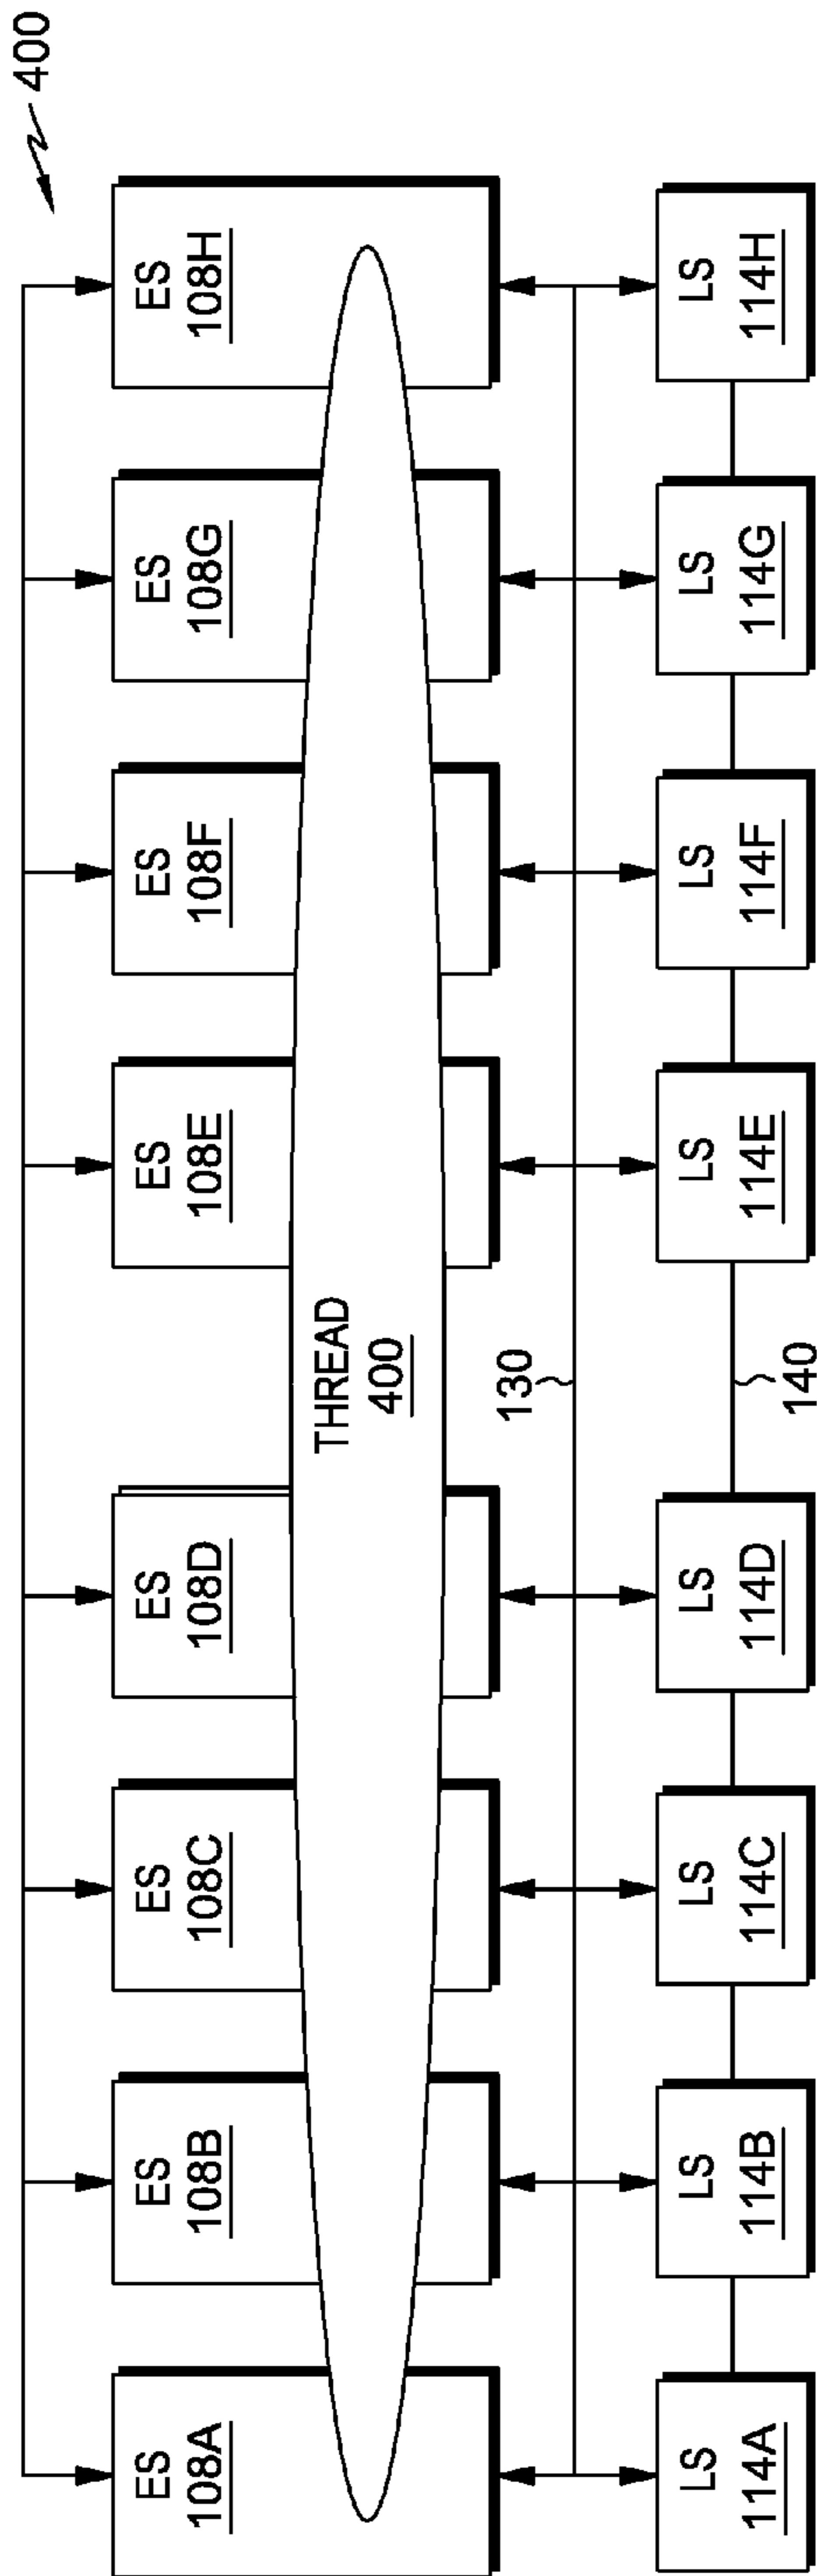 400
ES
108A
ES
108B
ES
108C
ES
108D
ES
108E
ES
108F
ES
108G
ES
108H
THREAD
400
130
140
LS
114A
LS
114B
LS
114C
LS
114D
LS
114E
LS
114F
LS
114G
LS
114H